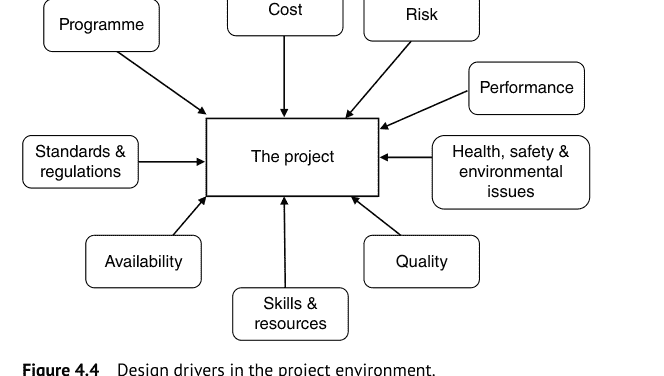 Cost
Risk
Programme
Performance
Standards &
regulations
The project
Health, safety &
environmental
issues
Availability
Quality
Skills &
resources
Figure 4.4 Design drivers in the project environment.